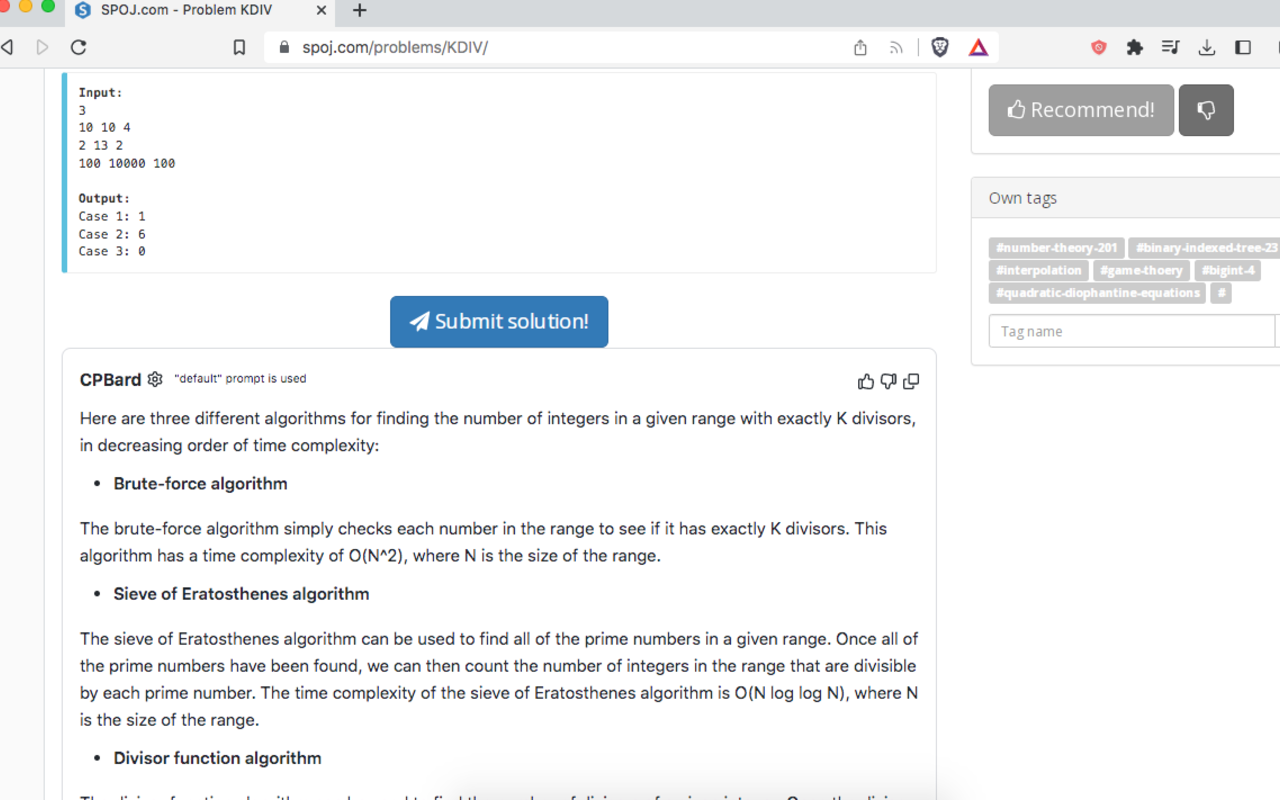 SPOJ.com - Problem KDIV
spoj.com/problems/KDIV/
Input:
3
10 10 4
2 13 2
100 10000 100
Output:
Case 1: 1
Case 2: 6
Case 3: 0
Recommend!
Own tags
#number-theory-201 #binary-indexed-tree-23
#interpolation #game-thoery #bigint-4
#quadratic-diophantine-equations #
Tag name
Submit solution!
CPBard "default" prompt is used
Here are three different algorithms for finding the number of integers in a given range with exactly K divisors,
in decreasing order of time complexity:
• Brute-force algorithm
The brute-force algorithm simply checks each number in the range to see if it has exactly K divisors. This
algorithm has a time complexity of O(N^2), where N is the size of the range.
• Sieve of Eratosthenes algorithm
The sieve of Eratosthenes algorithm can be used to find all of the prime numbers in a given range. Once all of
the prime numbers have been found, we can then count the number of integers in the range that are divisible
by each prime number. The time complexity of the sieve of Eratosthenes algorithm is O(N log log N), where N
is the size of the range.
• Divisor function algorithm